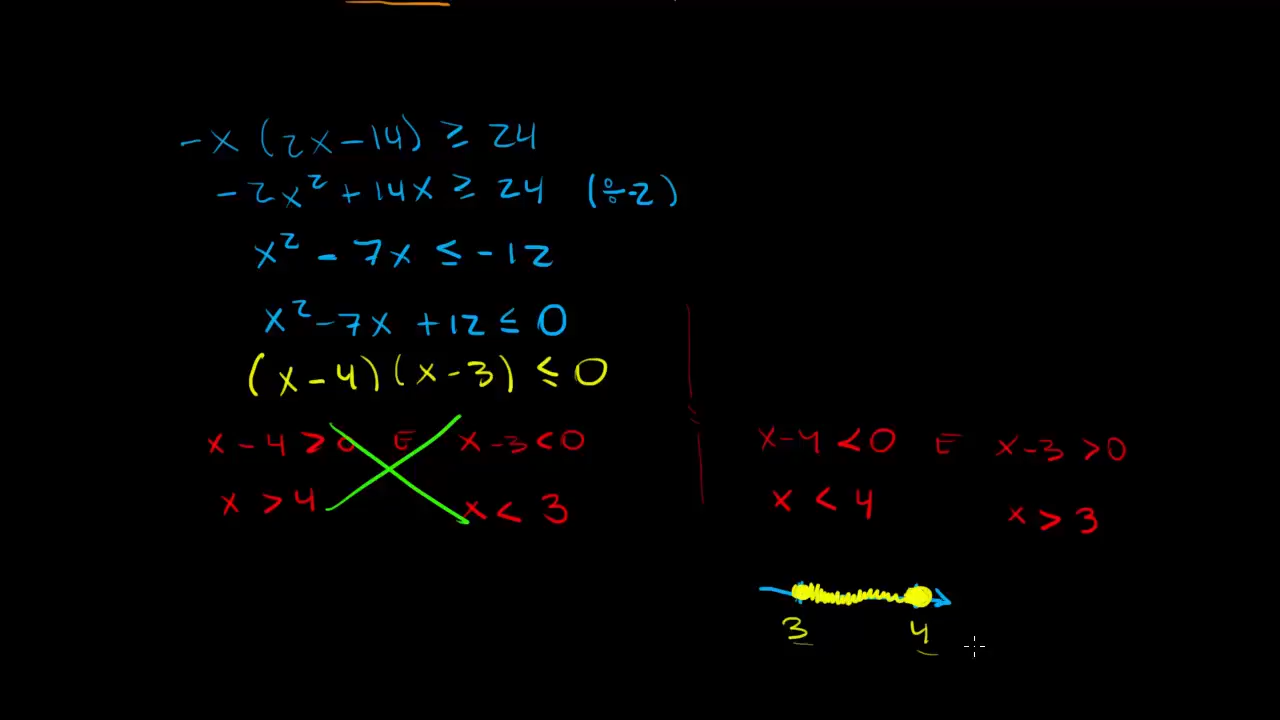 -x (2x-14) ≥ 24
-2x² + 14x ≥ 24 (÷-2)
x² - 7x ≤ -12
x² - 7x + 12 ≤ 0
(x-4)(x-3) ≤ 0
x-4 > 0 E x-3 < 0
x > 4 x < 3
x-4 < 0 E x-3 > 0
x < 4 x > 3
3 4